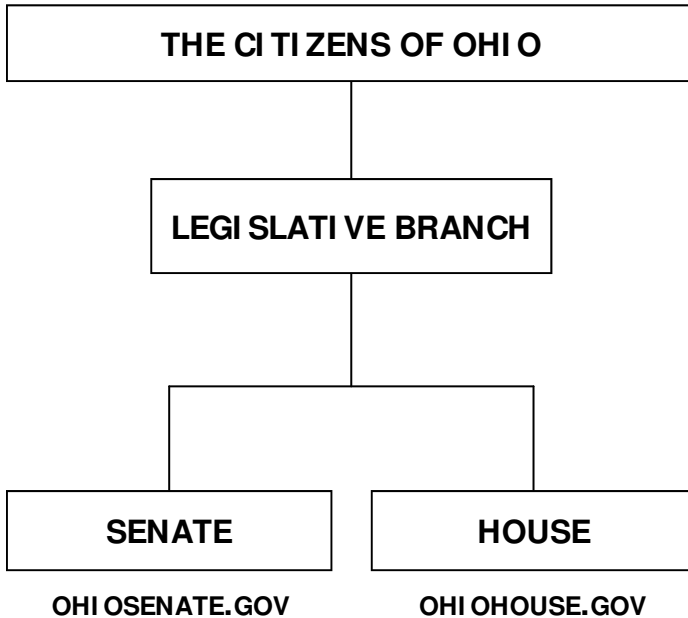 THE CITIZENS OF OHIO
LEGISLATIVE BRANCH
SENATE
HOUSE
OHIOSENATE.GOV
OHIOHOUSE.GOV